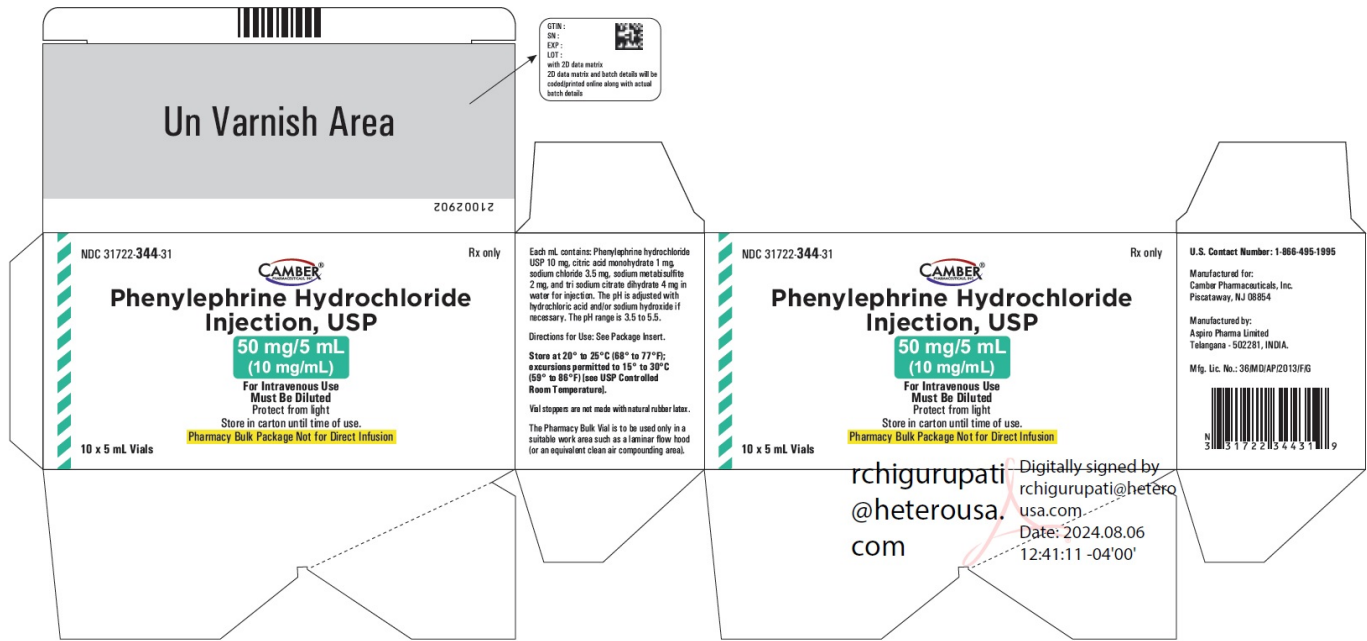 GTIN :
SN :
EXP :
LOT :
with 2D data matrix
2D data matrix and batch details will be
coded/printed online along with actual
batch details
Un Varnish Area
21002902
NDC 31722-344-31
Rx only
CAMBER®
PHARMACEUTICALS, INC.
Phenylephrine Hydrochloride
Injection, USP
50 mg/5 mL
(10 mg/mL)
For Intravenous Use
Must Be Diluted
Protect from light
Store in carton until time of use.
Pharmacy Bulk Package Not for Direct Infusion
10 x 5 mL Vials
Each mL contains: Phenylephrine hydrochloride
USP 10 mg, citric acid monohydrate 1 mg,
sodium chloride 3.5 mg, sodium metabisulfite
2 mg, and tri sodium citrate dihydrate 4 mg in
water for injection. The pH is adjusted with
hydrochloric acid and/or sodium hydroxide if
necessary. The pH range is 3.5 to 5.5.
Directions for Use: See Package Insert.
Store at 20° to 25°C (68° to 77°F);
excursions permitted to 15° to 30°C
(59° to 86°F) [see USP Controlled
Room Temperature].
Vial stoppers are not made with natural rubber latex.
The Pharmacy Bulk Vial is to be used only in a
suitable work area such as a laminar flow hood
(or an equivalent clean air compounding area).
NDC 31722-344-31
Rx only
CAMBER®
PHARMACEUTICALS, INC.
Phenylephrine Hydrochloride
Injection, USP
50 mg/5 mL
(10 mg/mL)
For Intravenous Use
Must Be Diluted
Protect from light
Store in carton until time of use.
Pharmacy Bulk Package Not for Direct Infusion
10 x 5 mL Vials
U.S. Contact Number: 1-866-495-1995
Manufactured for:
Camber Pharmaceuticals, Inc.
Piscataway, NJ 08854
Manufactured by:
Aspiro Pharma Limited
Telangana - 502281, INDIA.
Mfg. Lic. No.: 36/MD/AP/2013/F/G
N
3 31722 34431 9
rchigurupati
@heterousa.
com
Digitally signed by
rchigurupati@hetero
usa.com
Date: 2024.08.06
12:41:11 -04'00'